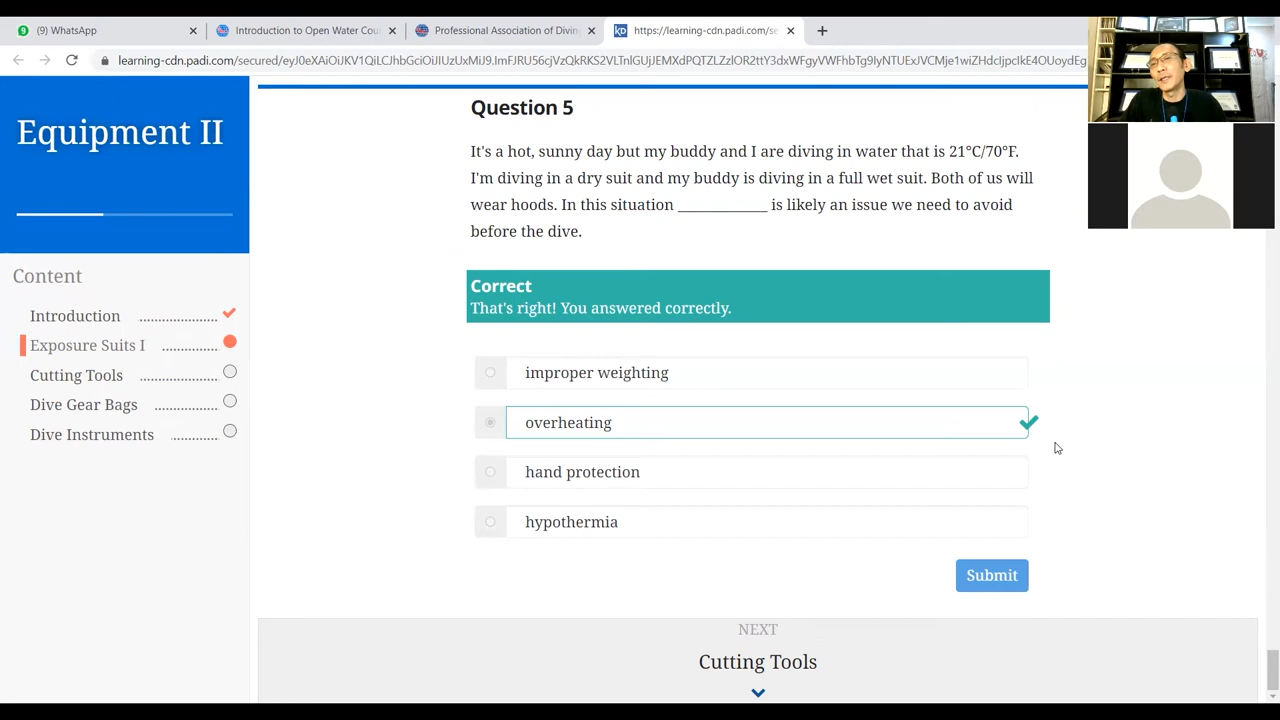 (9) WhatsApp
Introduction to Open Water Cou
Professional Association of Divin
https://learning-cdn.padi.com/se
Equipment II
Content
Introduction
Exposure Suits I
Cutting Tools
Dive Gear Bags
Dive Instruments
Question 5
It's a hot, sunny day but my buddy and I are diving in water that is 21°C/70°F.
I'm diving in a dry suit and my buddy is diving in a full wet suit. Both of us will
wear hoods. In this situation ____________ is likely an issue we need to avoid
before the dive.
Correct
That's right! You answered correctly.
improper weighting
overheating
hand protection
hypothermia
Submit
NEXT
Cutting Tools